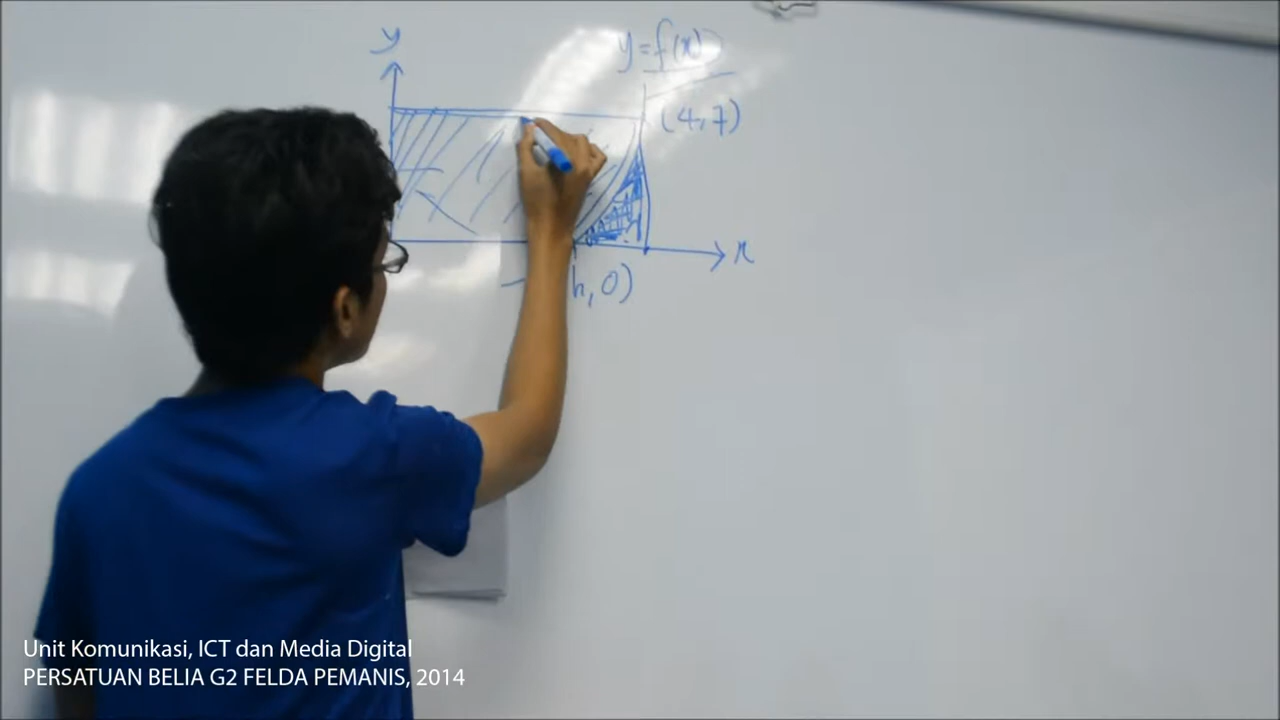 y
y=f(x)
(4,7)
x
h,0)
Unit Komunikasi, ICT dan Media Digital
PERSATUAN BELIA G2 FELDA PEMANIS, 2014